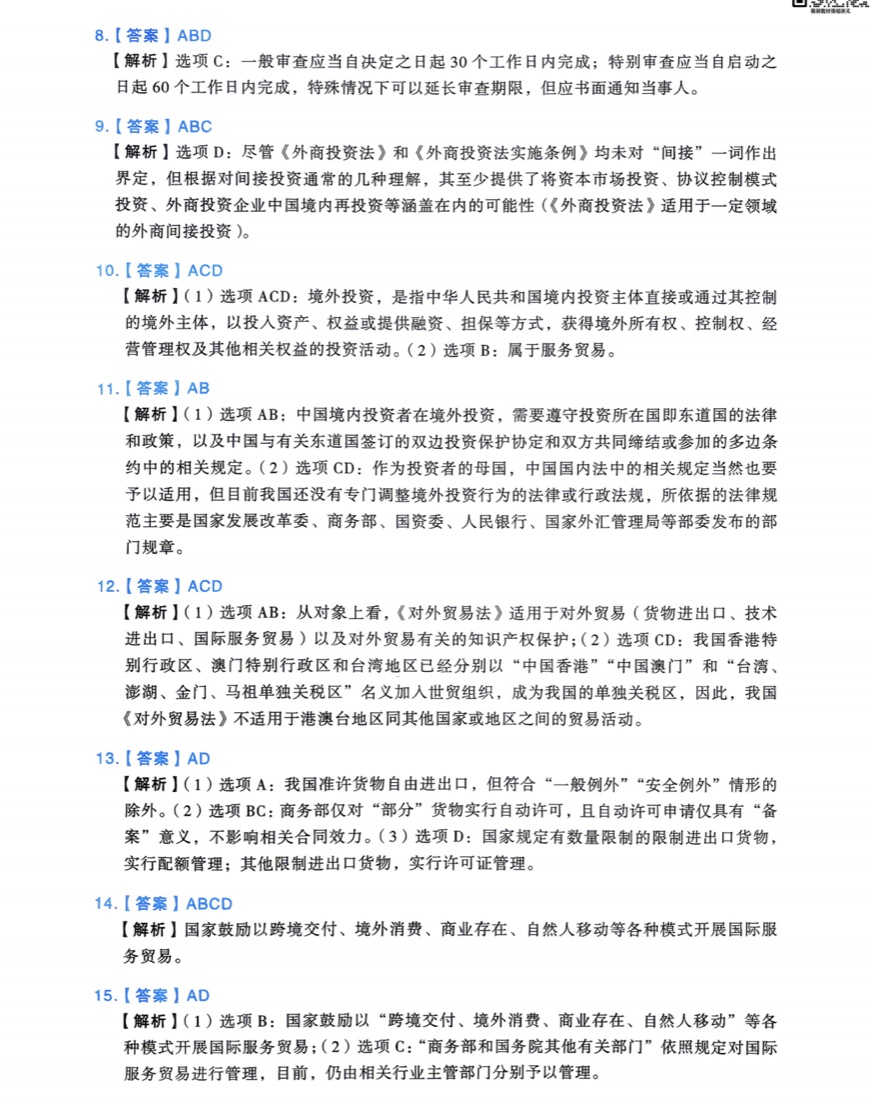 8.【答案】ABD
【解析】选项 C：一般审查应当自决定之日起 30 个工作日内完成；特别审查应当自启动之
日起 60 个工作日内完成，特殊情况下可以延长审查期限，但应书面通知当事人。
9.【答案】ABC
【解析】选项 D：尽管《外商投资法》和《外商投资法实施条例》均未对“间接”一词作出
界定，但根据对间接投资通常的几种理解，其至少提供了将资本市场投资、协议控制模式
投资、外商投资企业中国境内再投资等涵盖在内的可能性（《外商投资法》适用于一定领域
的外商间接投资）。
10.【答案】ACD
【解析】（1）选项 ACD：境外投资，是指中华人民共和国境内投资主体直接或通过其控制
的境外主体，以投入资产、权益或提供融资、担保等方式，获得境外所有权、控制权、经
营管理权及其他相关权益的投资活动。（2）选项 B：属于服务贸易。
11.【答案】AB
【解析】（1）选项 AB：中国境内投资者在境外投资，需要遵守投资所在国即东道国的法律
和政策，以及中国与有关东道国签订的双边投资保护协定和双方共同缔结或参加的多边条
约中的相关规定。（2）选项 CD：作为投资者的母国，中国国内法中的相关规定当然也要
予以适用，但目前我国还没有专门调整境外投资行为的法律或行政法规，所依据的法律规
范主要是国家发展改革委、商务部、国资委、人民银行、国家外汇管理局等部委发布的部
门规章。
12.【答案】ACD
【解析】（1）选项 AB：从对象上看，《对外贸易法》适用于对外贸易（货物进出口、技术
进出口、国际服务贸易）以及对外贸易有关的知识产权保护；（2）选项 CD：我国香港特
别行政区、澳门特别行政区和台湾地区已经分别以“中国香港”“中国澳门”和“台湾、
澎湖、金门、马祖单独关税区”名义加入世贸组织，成为我国的单独关税区，因此，我国
《对外贸易法》不适用于港澳台地区同其他国家或地区之间的贸易活动。
13.【答案】AD
【解析】（1）选项 A：我国准许货物自由进出口，但符合“一般例外”“安全例外”情形的
除外。（2）选项 BC：商务部仅对“部分”货物实行自动许可，且自动许可申请仅具有“备
案”意义，不影响相关合同效力。（3）选项 D：国家规定有数量限制的限制进出口货物，
实行配额管理；其他限制进出口货物，实行许可证管理。
14.【答案】ABCD
【解析】国家鼓励以跨境交付、境外消费、商业存在、自然人移动等各种模式开展国际服
务贸易。
15.【答案】AD
【解析】（1）选项 B：国家鼓励以“跨境交付、境外消费、商业存在、自然人移动”等各
种模式开展国际服务贸易；（2）选项 C：“商务部和国务院其他有关部门”依照规定对国际
服务贸易进行管理，目前，仍由相关行业主管部门分别予以管理。